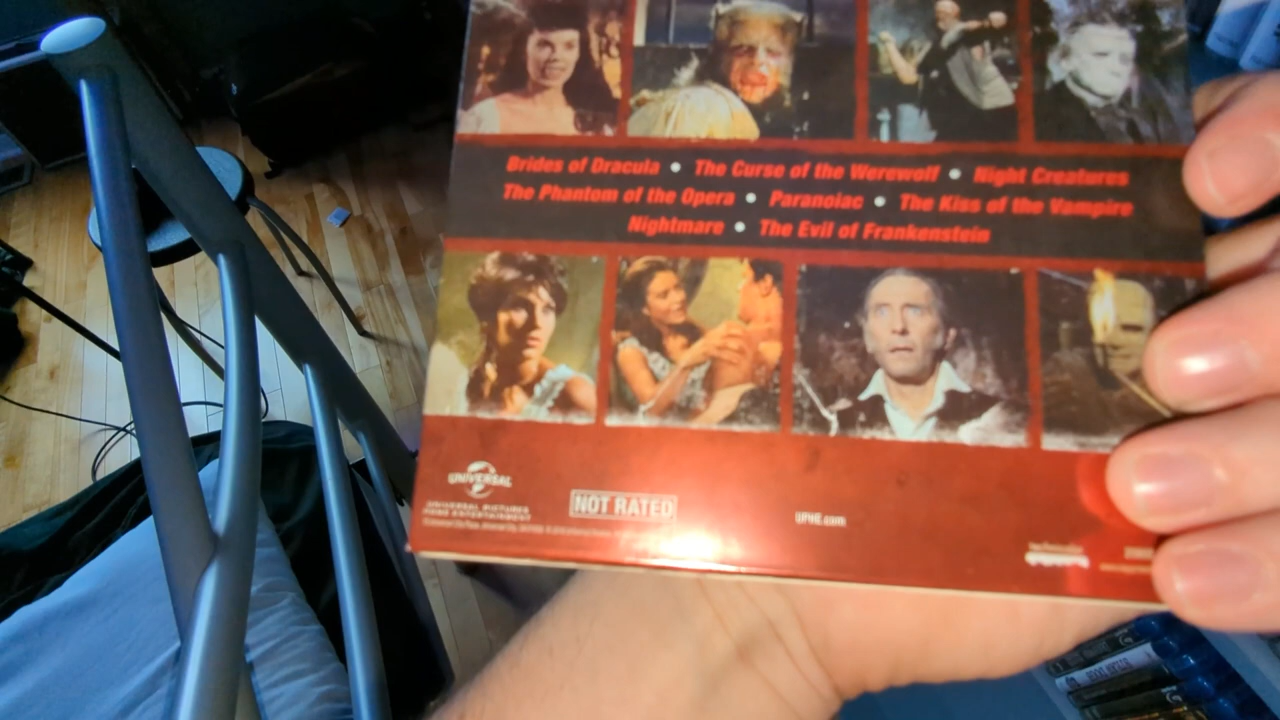 Brides of Dracula • The Curse of the Werewolf • Night Creatures
The Phantom of the Opera • Paranoiac • The Kiss of the Vampire
Nightmare • The Evil of Frankenstein
UNIVERSAL
UNIVERSAL PICTURES
HOME ENTERTAINMENT
NOT RATED
UPHE.com